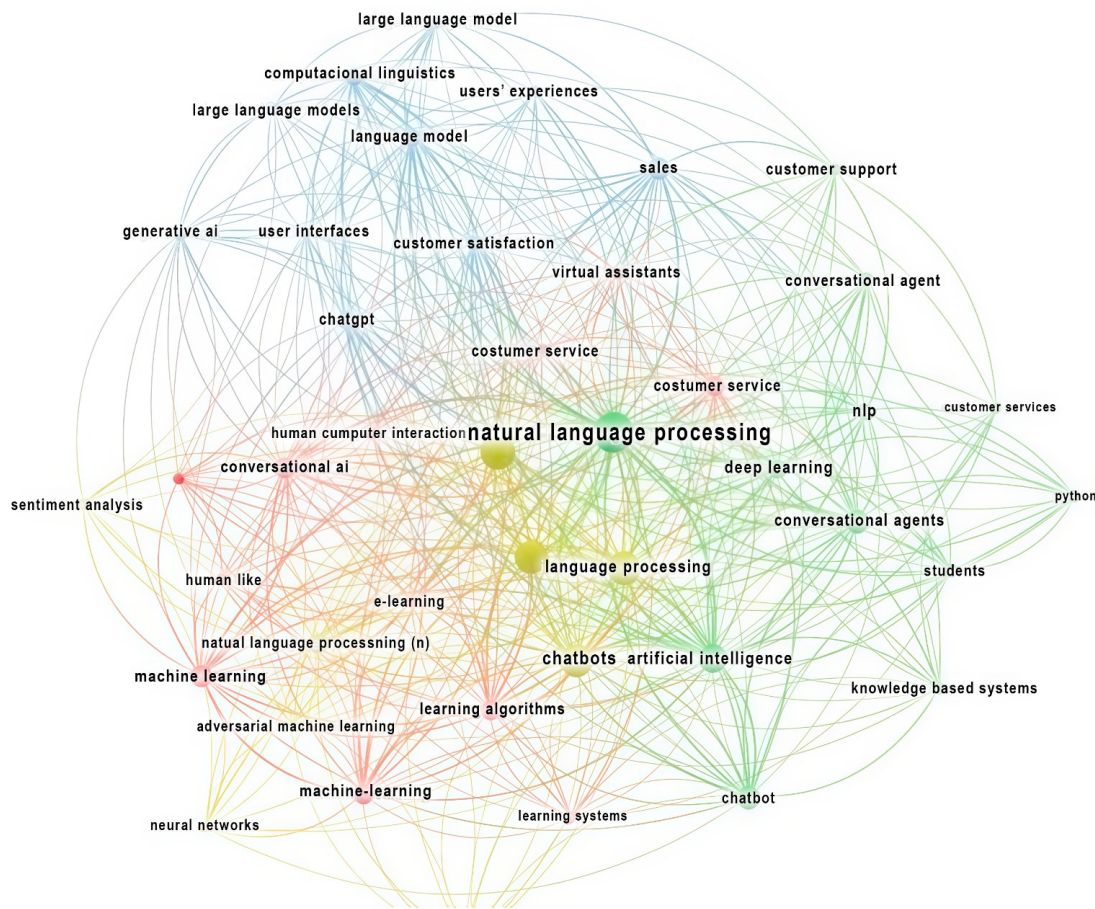 large language model
computacional linguistics
users' experiences
large language models
language model
sales
customer support
generative ai
user interfaces
customer satisfaction
virtual assistants
conversational agent
chatgpt
costumer service
costumer service
nlp
customer services
human cumputer interaction
natural language processing
conversational ai
deep learning
sentiment analysis
python
conversational agents
language processing
students
human like
e-learning
natual language processning (n)
chatbots
artificial intelligence
machine learning
knowledge based systems
learning algorithms
adversarial machine learning
machine-learning
chatbot
learning systems
neural networks